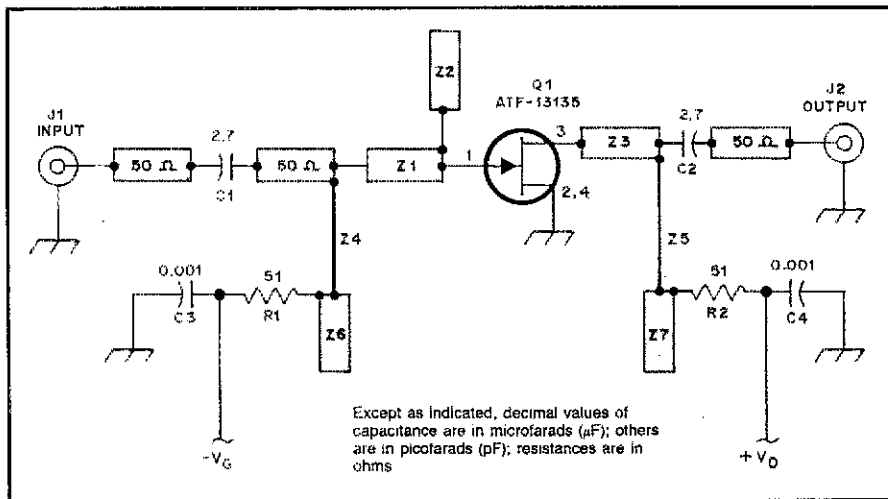 Z2
Q1
ATF-13135
J1
INPUT
J2
OUTPUT
2.7
50 Ω
C1
50 Ω
Z1
1
3
2,4
Z3
2.7
C2
50 Ω
Z4
Z5
0.001
C3
51
R1
Z6
Z7
51
R2
0.001
C4
Except as indicated, decimal values of
capacitance are in microfarads (µF); others
are in picofarads (pF); resistances are in
ohms
-VG
+VD